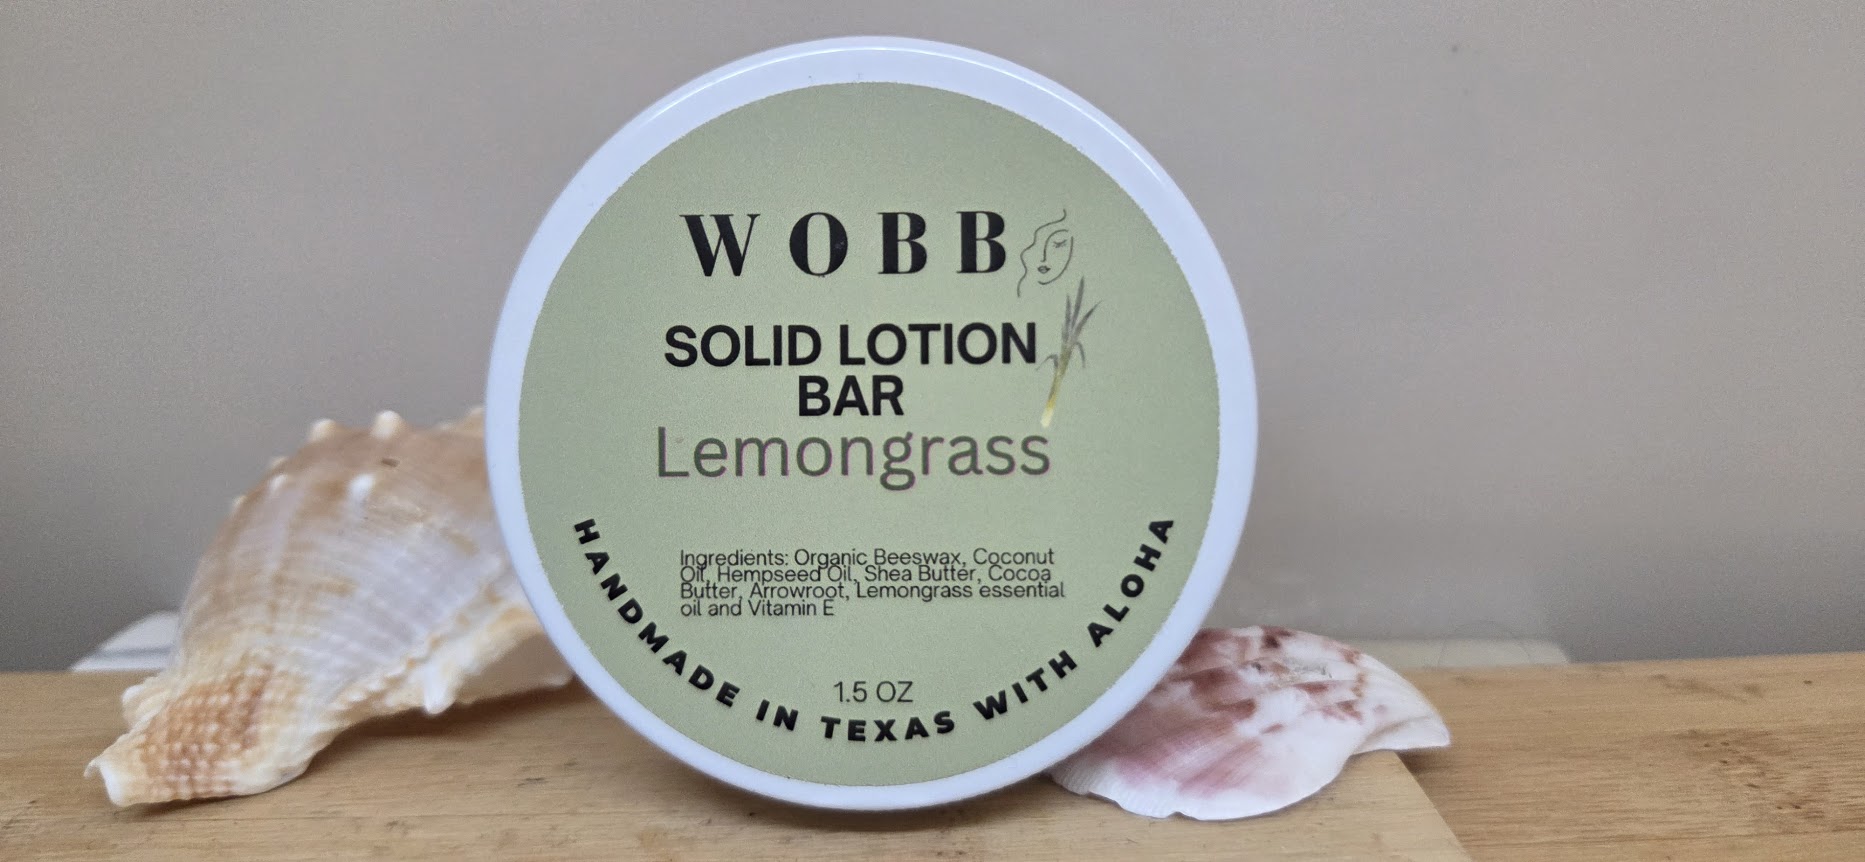 WOBB
SOLID LOTION
BAR
Lemongrass
Ingredients: Organic Beeswax, Coconut
Oil, Hempseed Oil, Shea Butter, Cocoa
Butter, Arrowroot, Lemongrass essential
oil and Vitamin E
1.5 OZ
HANDMADE IN TEXAS WITH ALOHA